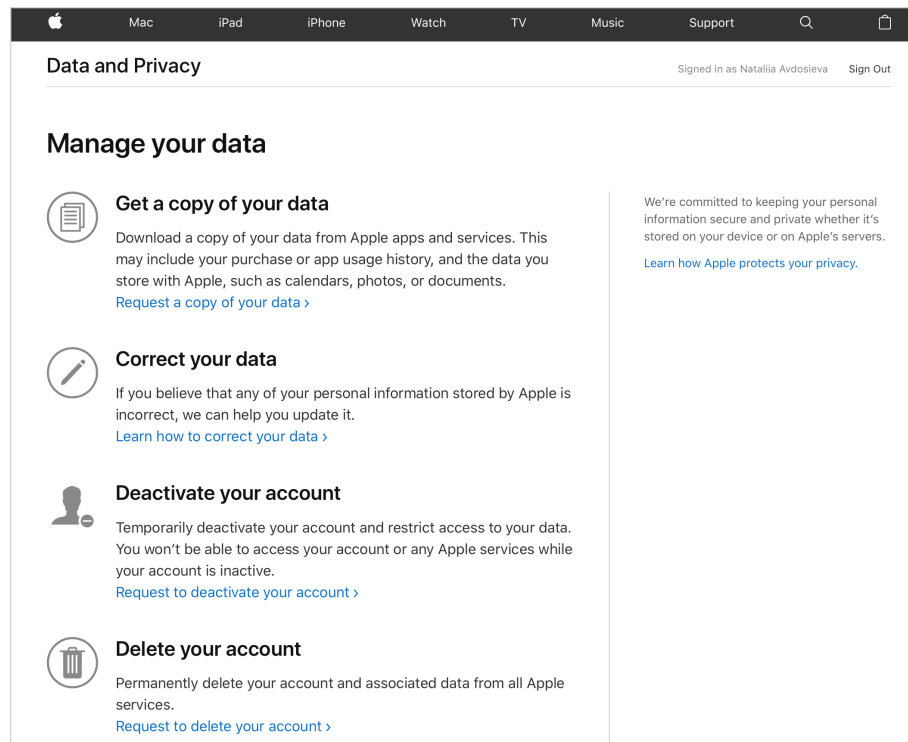 Mac iPad iPhone Watch TV Music Support
Data and Privacy
Signed in as Nataliia Avdosieva Sign Out
Manage your data
Get a copy of your data
Download a copy of your data from Apple apps and services. This
may include your purchase or app usage history, and the data you
store with Apple, such as calendars, photos, or documents.
Request a copy of your data ›
Correct your data
If you believe that any of your personal information stored by Apple is
incorrect, we can help you update it.
Learn how to correct your data ›
Deactivate your account
Temporarily deactivate your account and restrict access to your data.
You won’t be able to access your account or any Apple services while
your account is inactive.
Request to deactivate your account ›
Delete your account
Permanently delete your account and associated data from all Apple
services.
Request to delete your account ›
We’re committed to keeping your personal
information secure and private whether it’s
stored on your device or on Apple’s servers.
Learn how Apple protects your privacy.